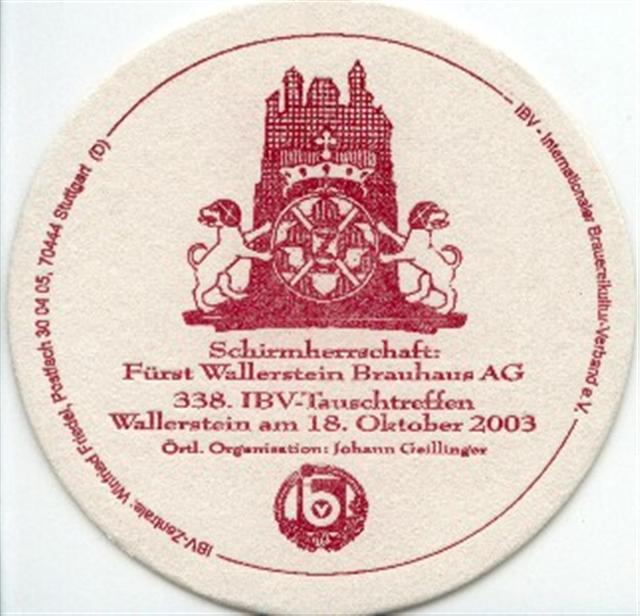 IBV - Internationaler Brauereikultur-Verband e.V.
Schirmherrschaft:
Fürst Wallerstein Brauhaus AG
338. IBV-Tauschtreffen
Wallerstein am 18. Oktober 2003
Örtl. Organisation: Johann Geillinger
IBV-Zentrale: Winfried Friedel, Postfach 30 04 05, 70444 Stuttgart (D)